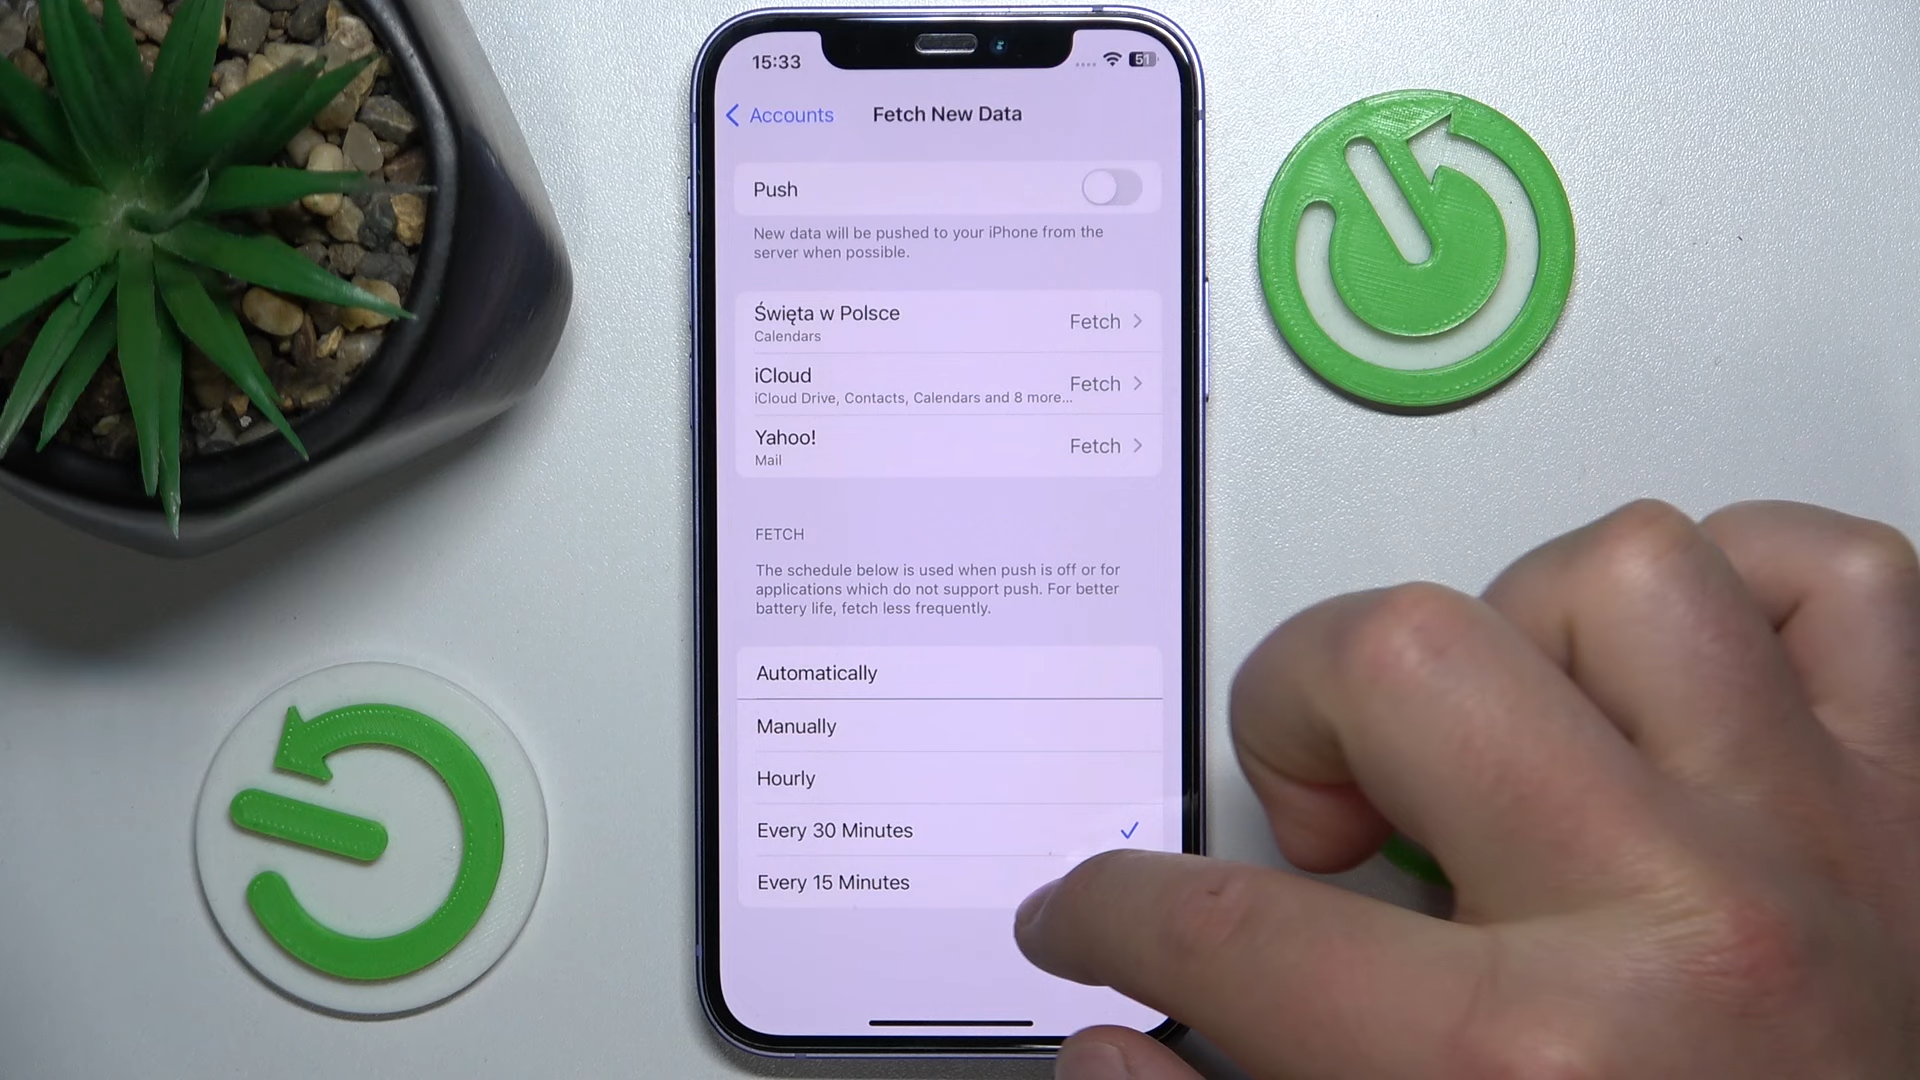 15:33
51
Accounts
Fetch New Data
Push
New data will be pushed to your iPhone from the
server when possible.
Święta w Polsce
Calendars
Fetch
iCloud
iCloud Drive, Contacts, Calendars and 8 more...
Fetch
Yahoo!
Mail
Fetch
FETCH
The schedule below is used when push is off or for
applications which do not support push. For better
battery life, fetch less frequently.
Automatically
Manually
Hourly
Every 30 Minutes
Every 15 Minutes